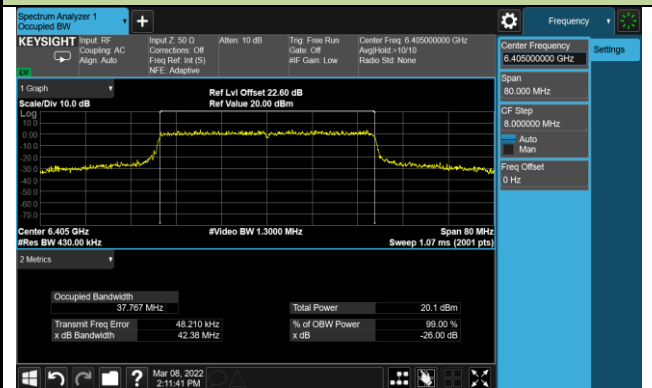 Spectrum Analyzer 1
Occupied BW
Frequency
KEYSIGHT
Input: RF
Coupling: AC
Align: Auto
Input Z: 50 Ω
Corrections: Off
Freq Ref: Int (S)
NFE: Adaptive
Atten: 10 dB
Trig: Free Run
Gate: Off
#IF Gain: Low
Center Freq: 6.405000000 GHz
Avg|Hold:>10/10
Radio Std: None
Center Frequency
6.405000000 GHz
Settings
Span
80.000 MHz
CF Step
8.000000 MHz
Auto
Man
Freq Offset
0 Hz
1 Graph
Scale/Div 10.0 dB
Ref Lvl Offset 22.60 dB
Ref Value 20.00 dBm
Log
10.0
0.00
-10.0
-20.0
-30.0
-40.0
-50.0
-60.0
-70.0
Center 6.405 GHz
#Video BW 1.3000 MHz
Span 80 MHz
#Res BW 430.00 kHz
Sweep 1.07 ms (2001 pts)
2 Metrics
Occupied Bandwidth
37.767 MHz
Total Power 20.1 dBm
Transmit Freq Error 48.210 kHz
% of OBW Power 99.00 %
x dB Bandwidth 42.38 MHz
x dB -26.00 dB
Mar 08, 2022
2:11:41 PM